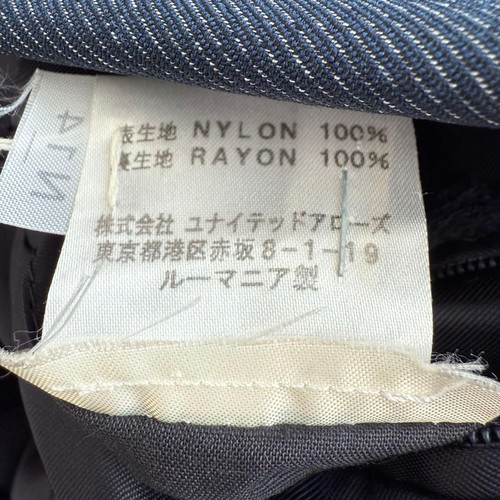 表生地 NYLON 100%
裏生地 RAYON 100%
株式会社 ユナイテッドアローズ
東京都港区赤坂8-1-19
ルーマニア製